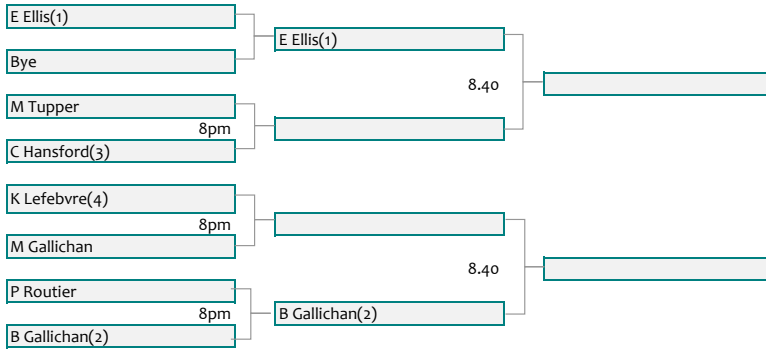 E Ellis(1)
E Ellis(1)
Bye
8.40
M Tupper
8pm
C Hansford(3)
K Lefebvre(4)
8pm
M Gallichan
8.40
P Routier
8pm
B Gallichan(2)
B Gallichan(2)